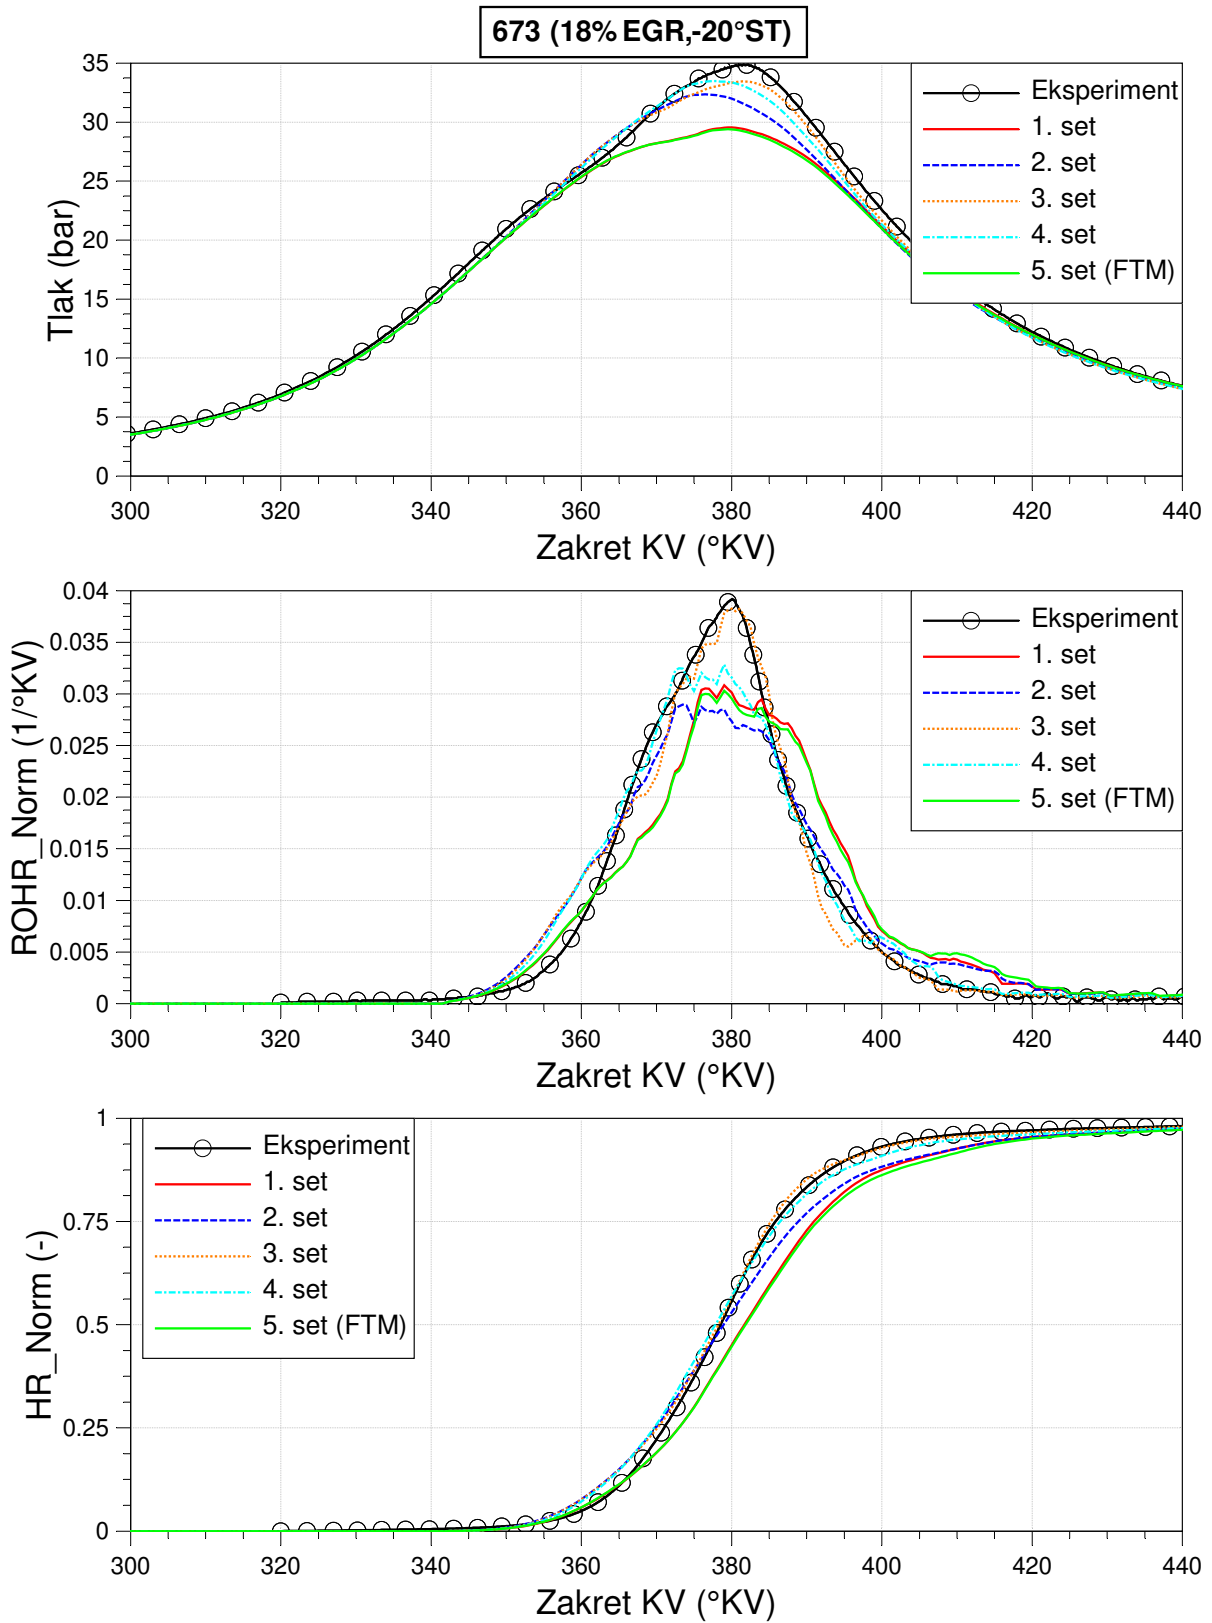 673 (18% EGR,-20°ST)
35
30
25
20
15
10
5
0
Tlak (bar)
Eksperiment
1. set
2. set
3. set
4. set
5. set (FTM)
300 320 340 360 380 400 420 440
Zakret KV (°KV)
0.04
0.035
0.03
0.025
0.02
0.015
0.01
0.005
0
ROHR_Norm (1/°KV)
Eksperiment
1. set
2. set
3. set
4. set
5. set (FTM)
300 320 340 360 380 400 420 440
Zakret KV (°KV)
1
0.75
0.5
0.25
0
HR_Norm (-)
Eksperiment
1. set
2. set
3. set
4. set
5. set (FTM)
300 320 340 360 380 400 420 440
Zakret KV (°KV)